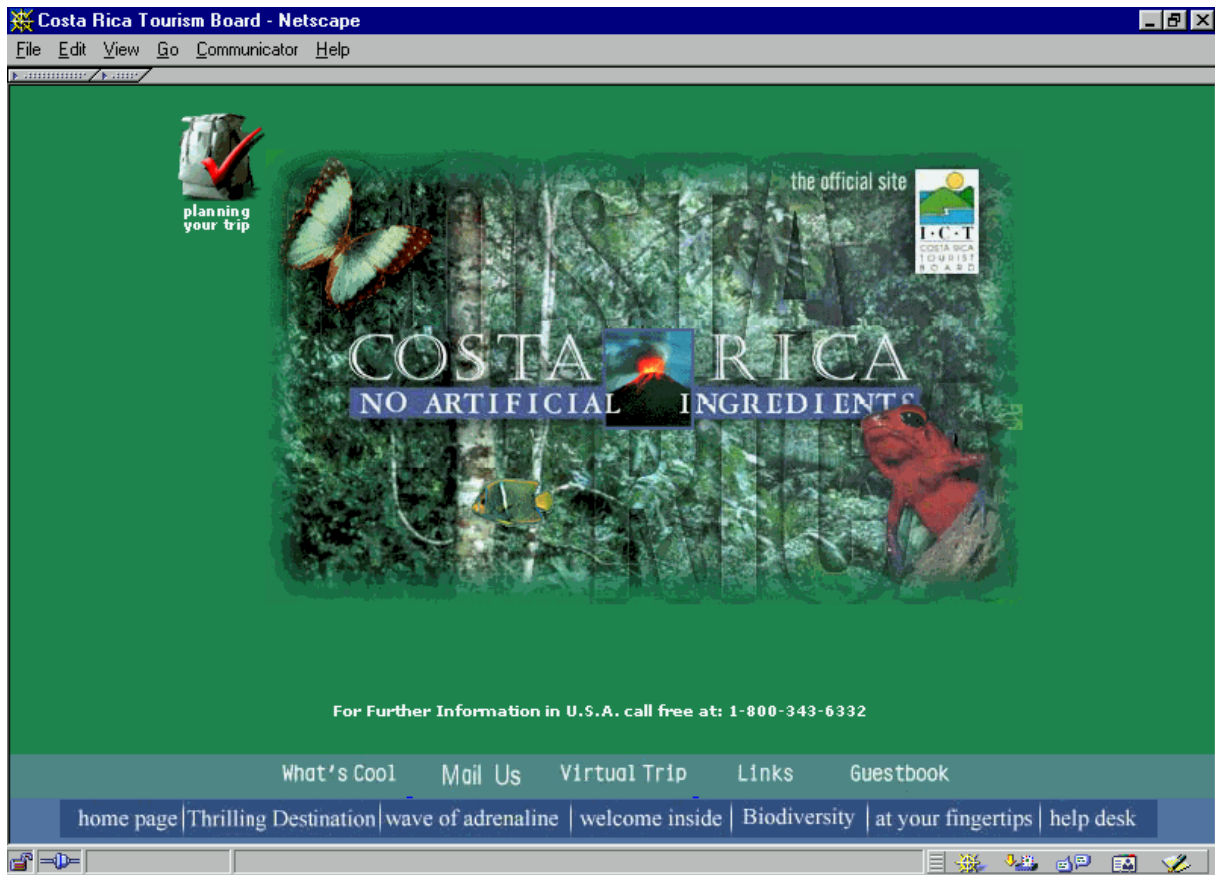 Costa Rica Tourism Board - Netscape
File Edit View Go Communicator Help
planning
your trip
the official site
I·C·T
COSTA RICA
TOURIST
BOARD
COSTA RICA
COSTA RICA
NO ARTIFICIAL INGREDIENTS
For Further Information in U.S.A. call free at: 1-800-343-6332
What's Cool Mail Us Virtual Trip Links Guestbook
home page | Thrilling Destination | wave of adrenaline | welcome inside | Biodiversity | at your fingertips | help desk